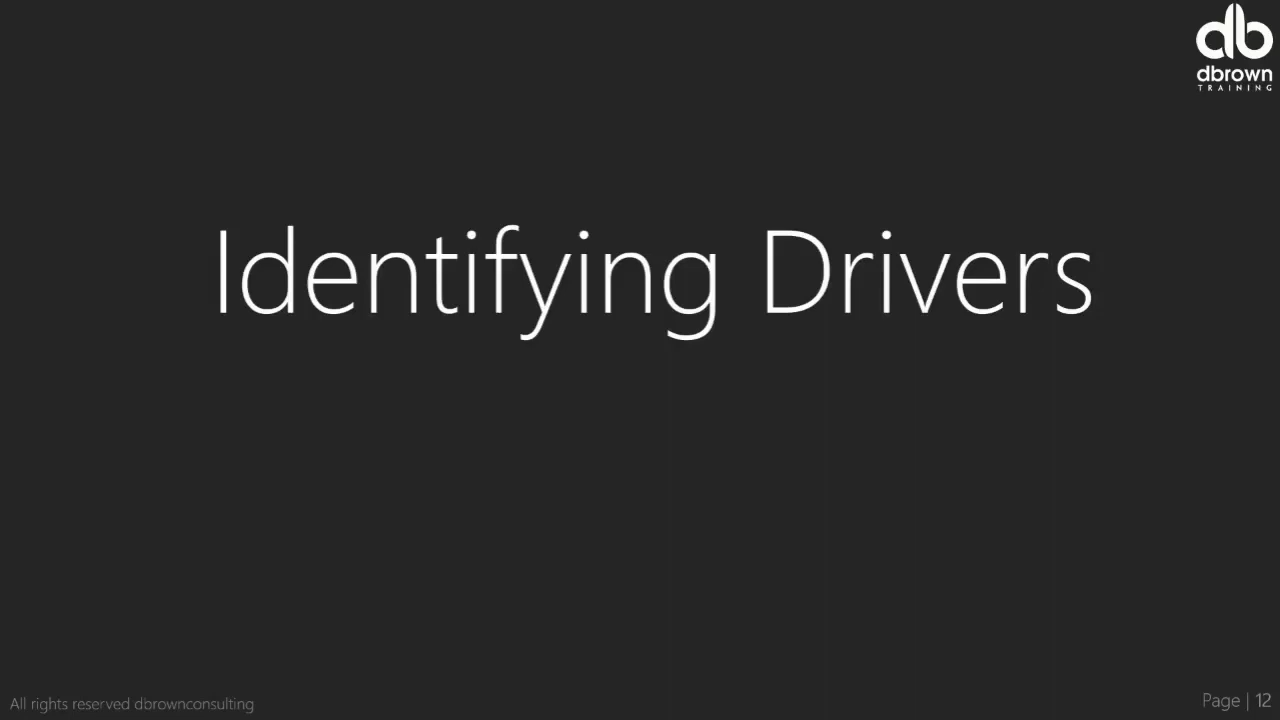 db
dbrown
TRAINING
Identifying Drivers
All rights reserved dbrownconsulting
Page | 12